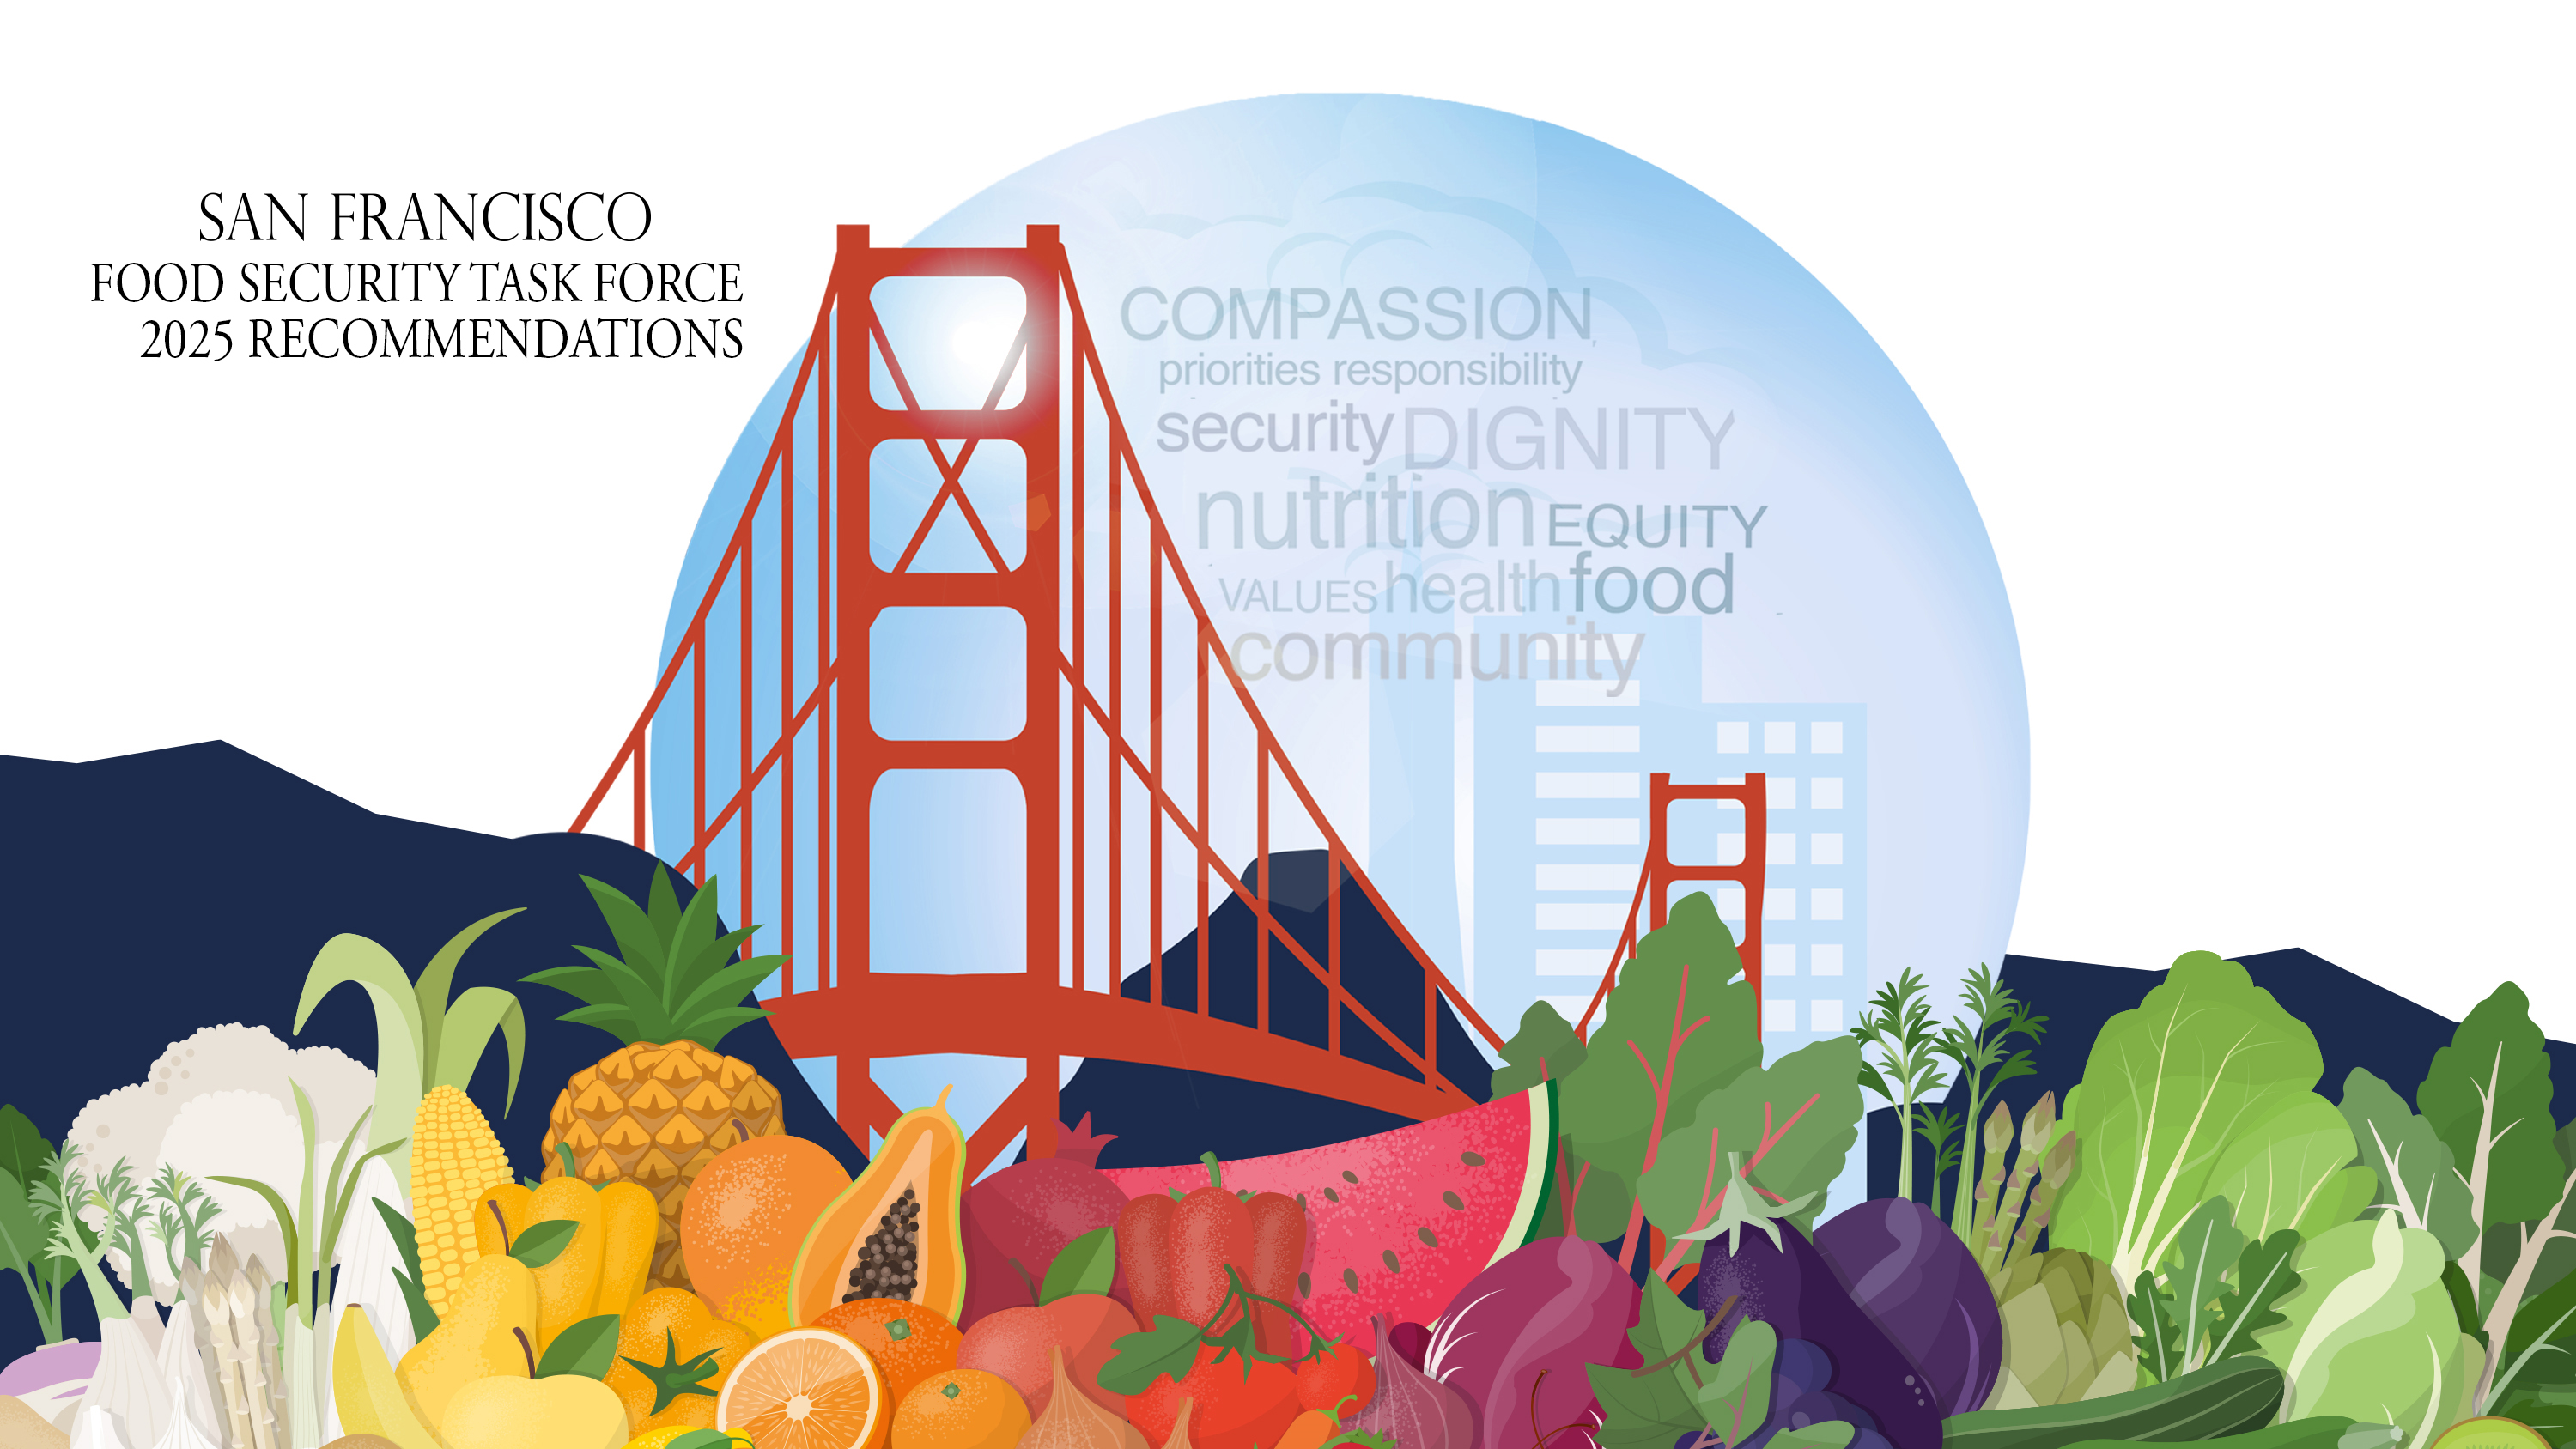 SAN FRANCISCO
FOOD SECURITY TASK FORCE
2025 RECOMMENDATIONS
COMPASSION
priorities responsibility
security DIGNITY
nutrition EQUITY
VALUES health food
community